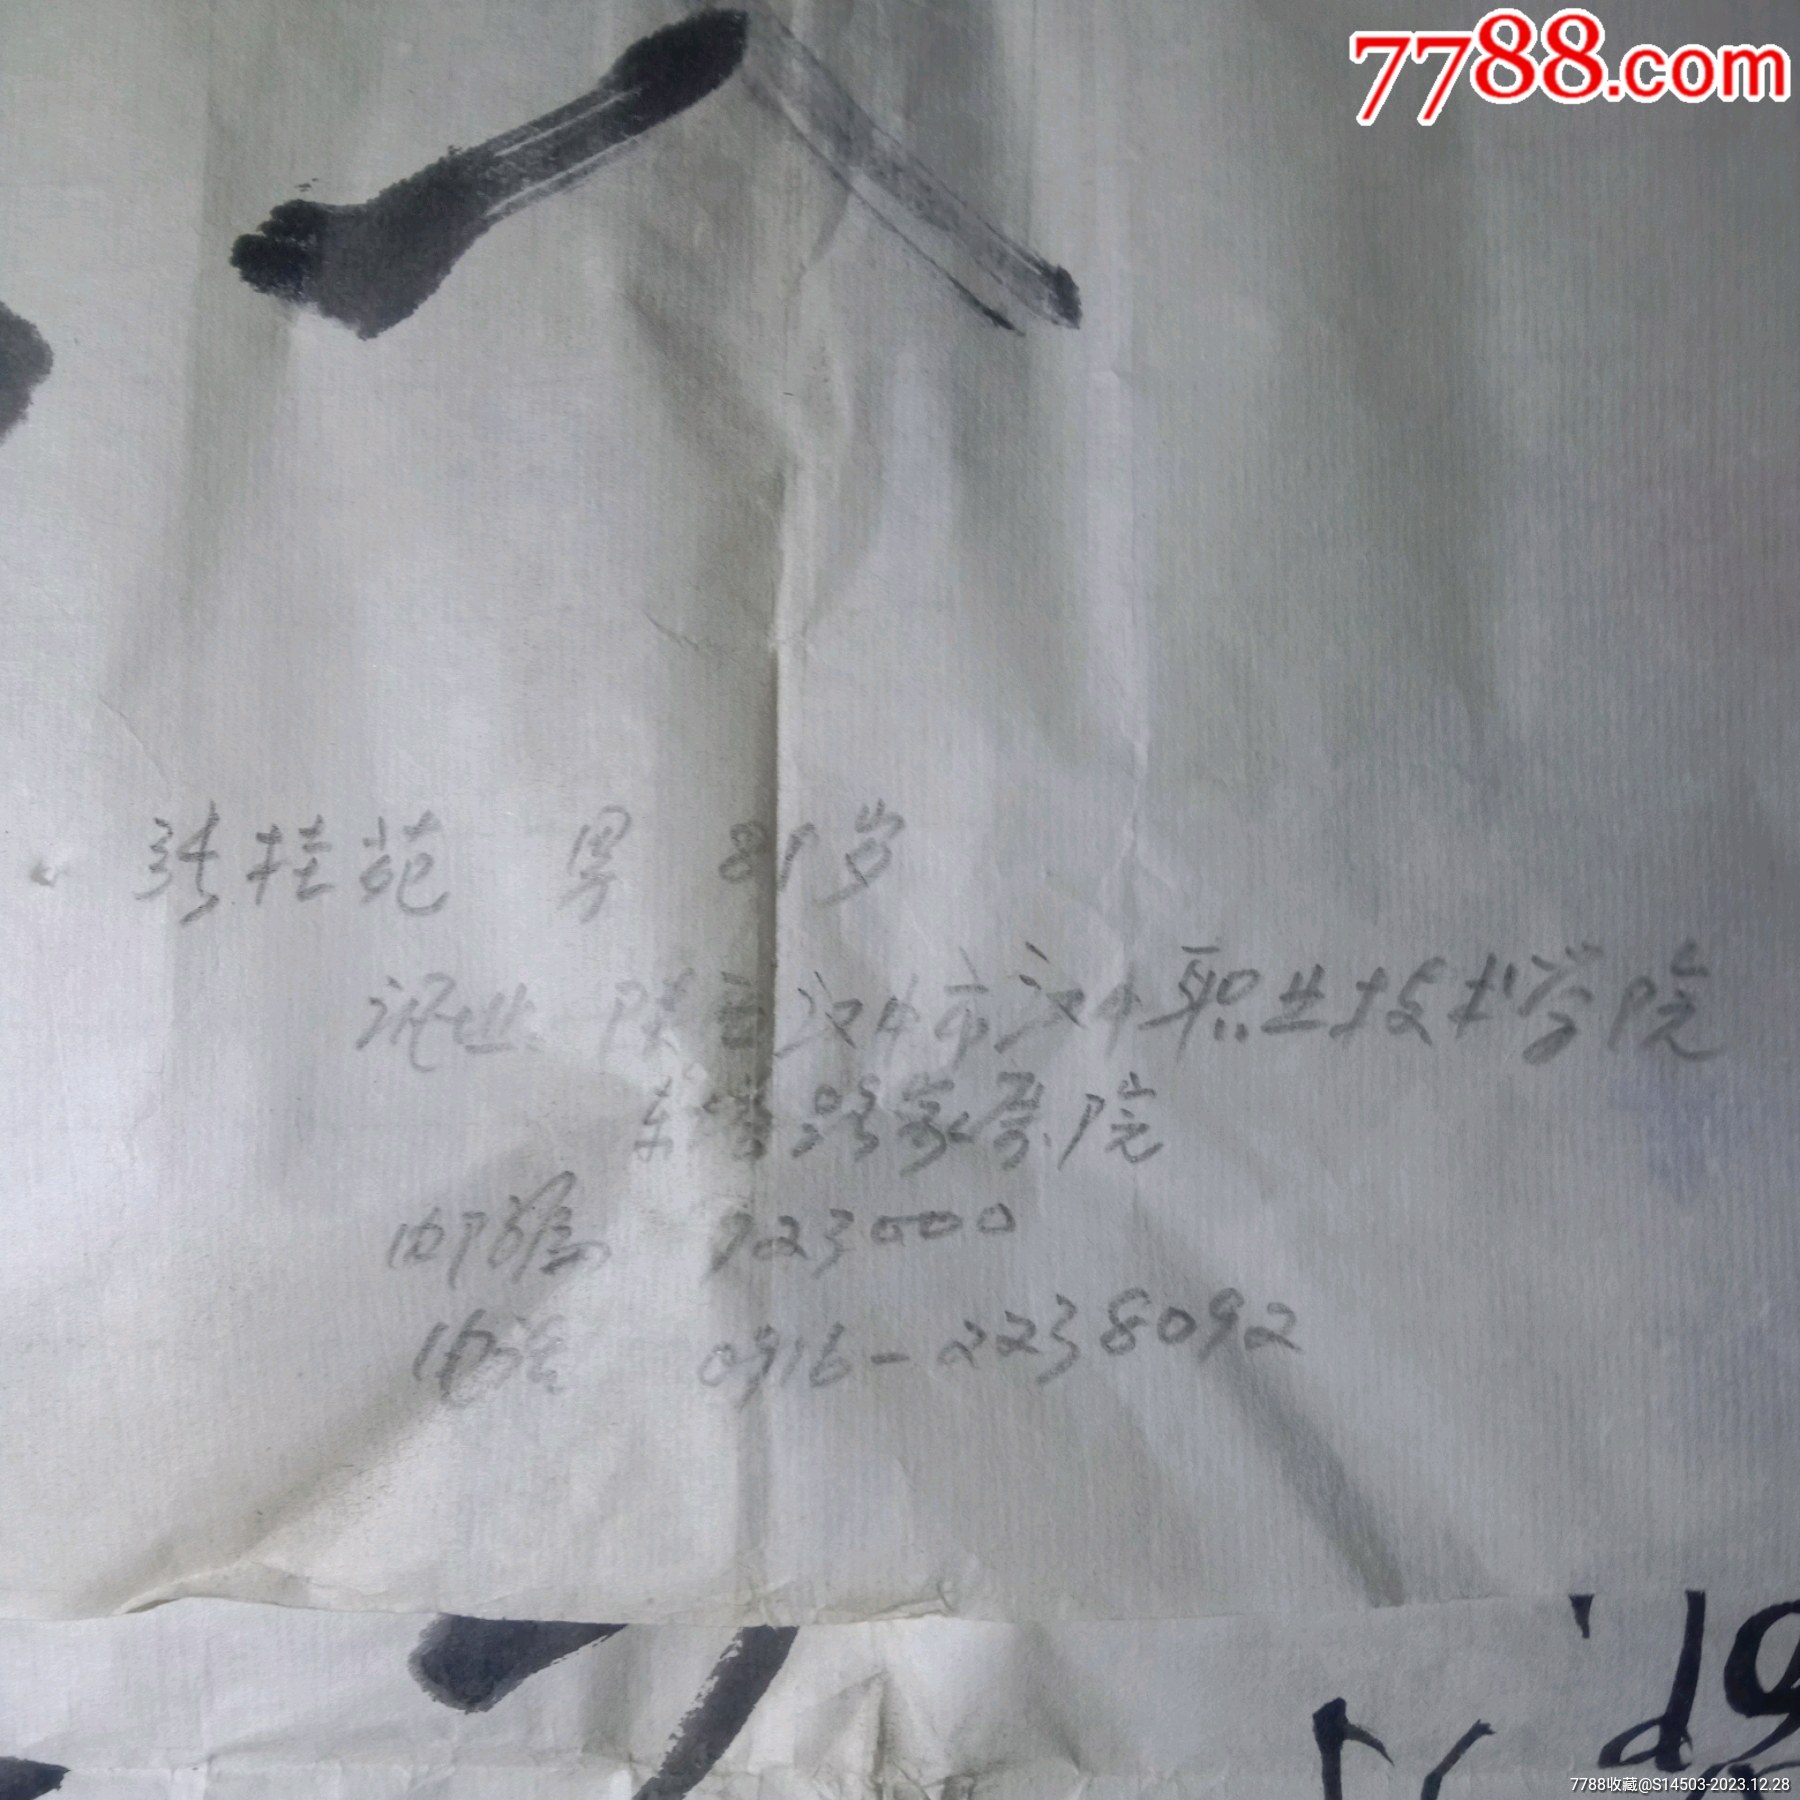 7788.com
张桂苑 男 81岁
地址 陕西汉中市汉中职业技术学院
东塔路家属院
邮编 723000
电话 0916-2238092
7788收藏@S14503-2023.12.28